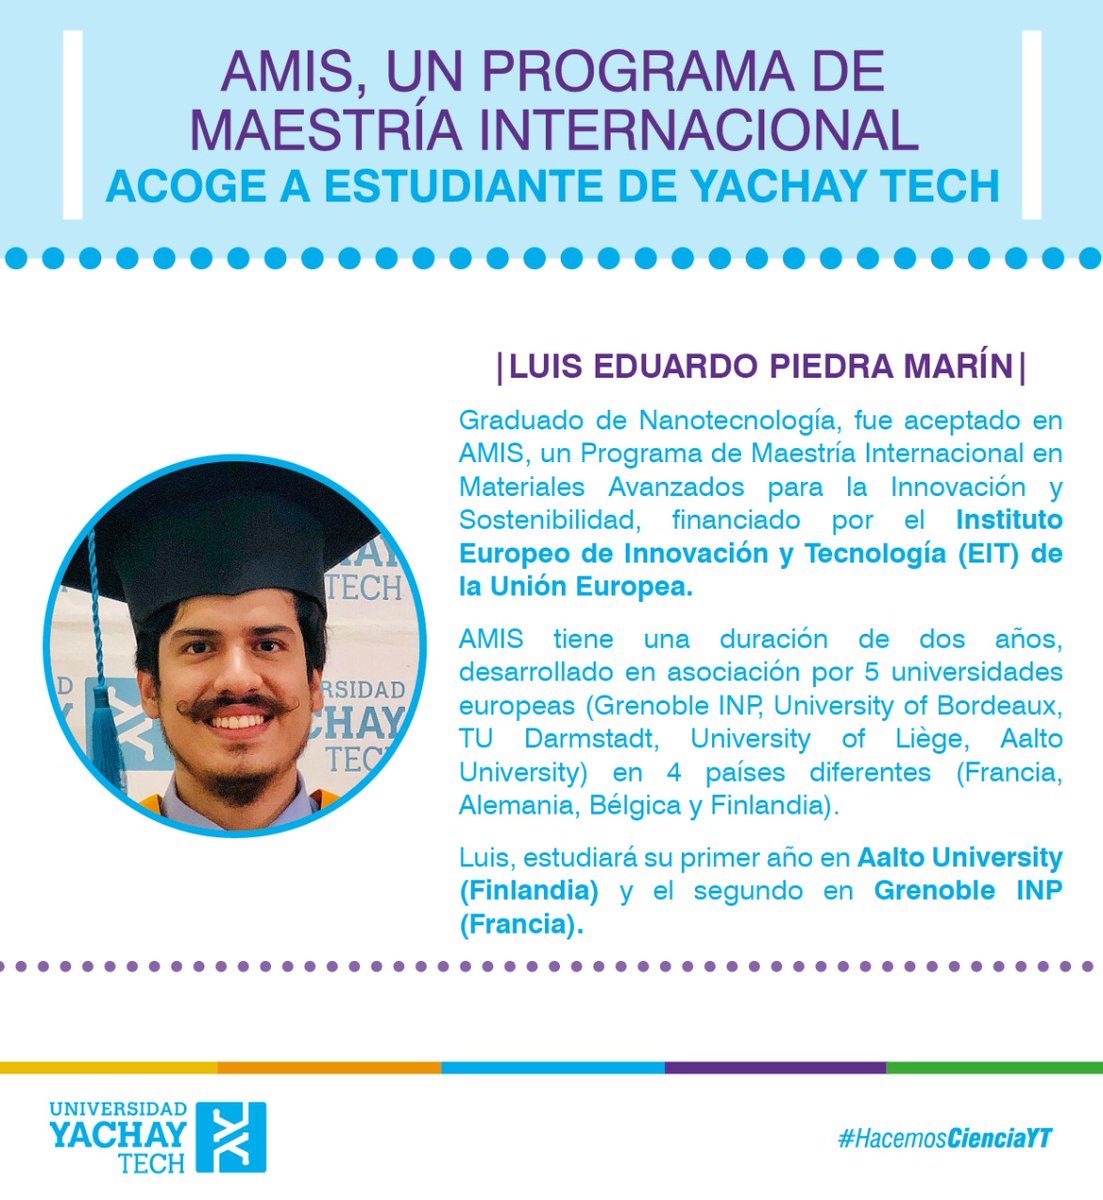 AMIS, UN PROGRAMA DE
MAESTRÍA INTERNACIONAL
ACOGE A ESTUDIANTE DE YACHAY TECH
|LUIS EDUARDO PIEDRA MARÍN|
Graduado de Nanotecnología, fue aceptado en
AMIS, un Programa de Maestría Internacional en
Materiales Avanzados para la Innovación y
Sostenibilidad, financiado por el Instituto
Europeo de Innovación y Tecnología (EIT) de
la Unión Europea.
AMIS tiene una duración de dos años,
desarrollado en asociación por 5 universidades
europeas (Grenoble INP, University of Bordeaux,
TU Darmstadt, University of Liège, Aalto
University) en 4 países diferentes (Francia,
Alemania, Bélgica y Finlandia).
Luis, estudiará su primer año en Aalto University
(Finlandia) y el segundo en Grenoble INP
(Francia).
TECH
UNIVERSIDAD
YACHAY
TECH
#HacemosCienciaYT